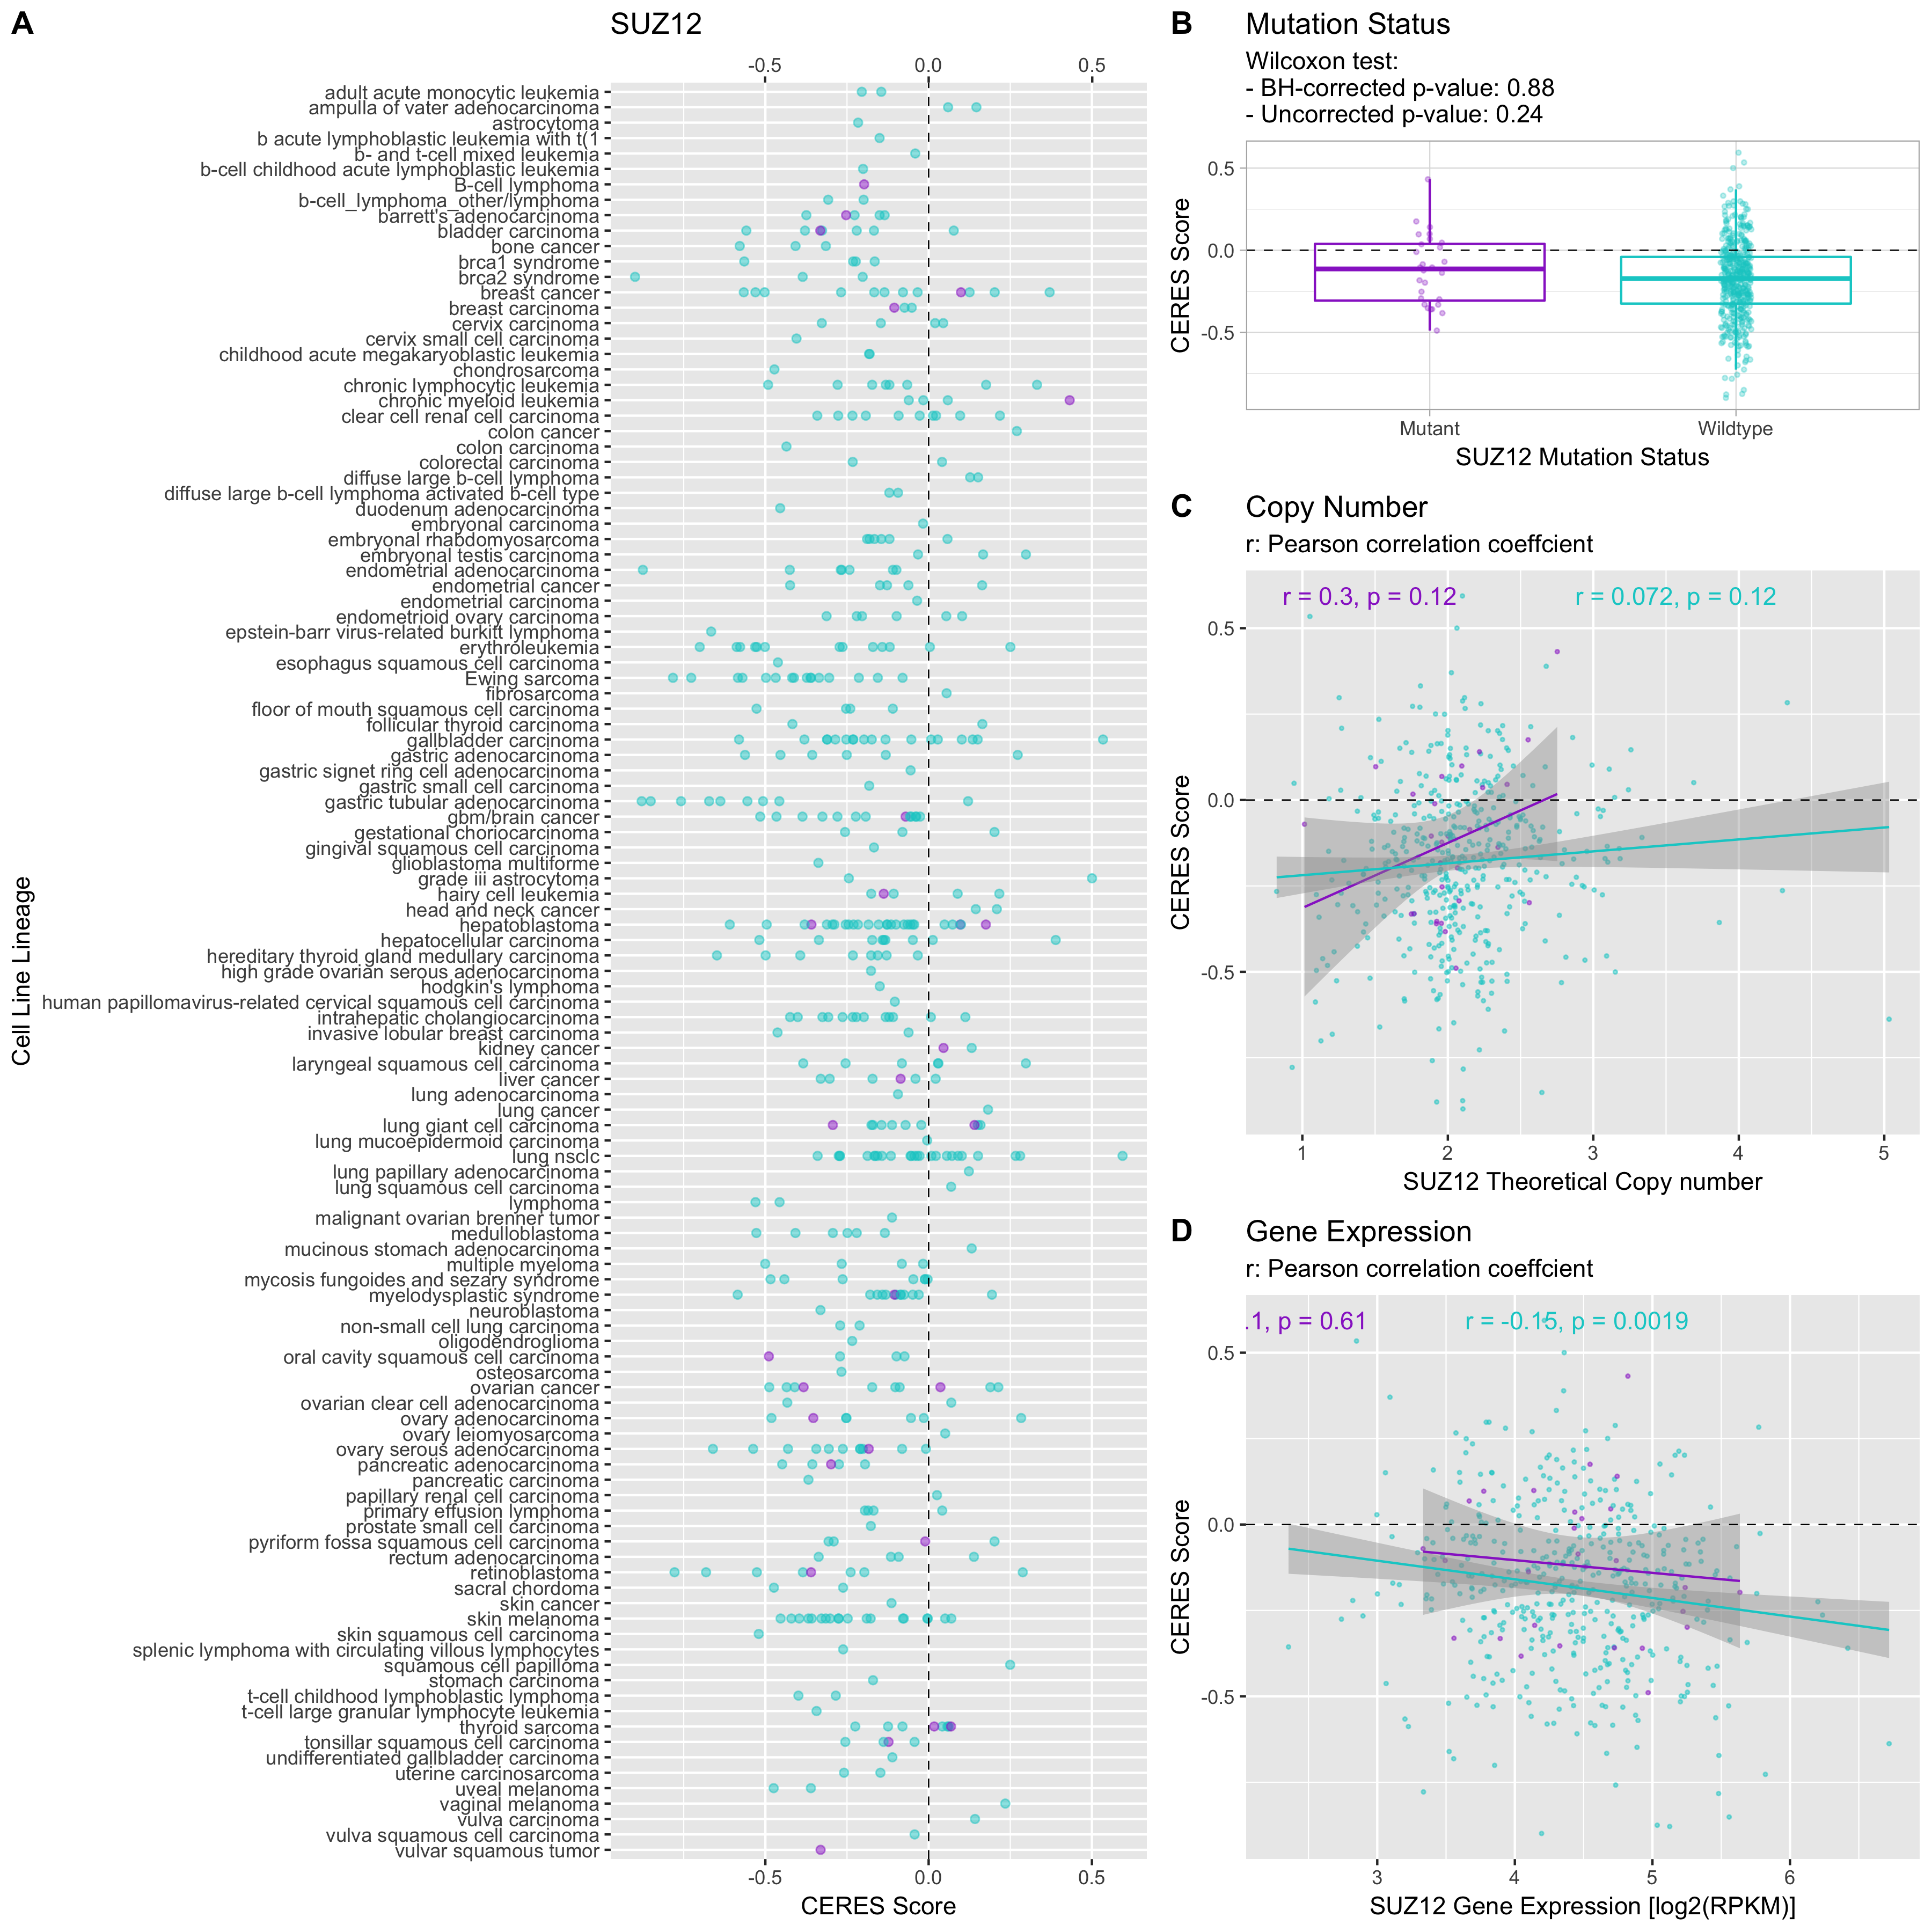 A
SUZ12
-0.5 0.0 0.5
adult acute monocytic leukemia
ampulla of vater adenocarcinoma
astrocytoma
b acute lymphoblastic leukemia with t(1
b- and t-cell mixed leukemia
b-cell childhood acute lymphoblastic leukemia
B-cell lymphoma
b-cell_lymphoma_other/lymphoma
barrett's adenocarcinoma
bladder carcinoma
bone cancer
brca1 syndrome
brca2 syndrome
breast cancer
breast carcinoma
cervix carcinoma
cervix small cell carcinoma
childhood acute megakaryoblastic leukemia
chondrosarcoma
chronic lymphocytic leukemia
chronic myeloid leukemia
clear cell renal cell carcinoma
colon cancer
colon carcinoma
colorectal carcinoma
diffuse large b-cell lymphoma
diffuse large b-cell lymphoma activated b-cell type
duodenum adenocarcinoma
embryonal carcinoma
embryonal rhabdomyosarcoma
embryonal testis carcinoma
endometrial adenocarcinoma
endometrial cancer
endometrial carcinoma
endometrioid ovary carcinoma
epstein-barr virus-related burkitt lymphoma
erythroleukemia
esophagus squamous cell carcinoma
Ewing sarcoma
fibrosarcoma
floor of mouth squamous cell carcinoma
follicular thyroid carcinoma
gallbladder carcinoma
gastric adenocarcinoma
gastric signet ring cell adenocarcinoma
gastric small cell carcinoma
gastric tubular adenocarcinoma
gbm/brain cancer
gestational choriocarcinoma
gingival squamous cell carcinoma
glioblastoma multiforme
grade iii astrocytoma
hairy cell leukemia
head and neck cancer
hepatoblastoma
hepatocellular carcinoma
hereditary thyroid gland medullary carcinoma
high grade ovarian serous adenocarcinoma
hodgkin's lymphoma
human papillomavirus-related cervical squamous cell carcinoma
intrahepatic cholangiocarcinoma
invasive lobular breast carcinoma
kidney cancer
laryngeal squamous cell carcinoma
liver cancer
lung adenocarcinoma
lung cancer
lung giant cell carcinoma
lung mucoepidermoid carcinoma
lung nsclc
lung papillary adenocarcinoma
lung squamous cell carcinoma
lymphoma
malignant ovarian brenner tumor
medulloblastoma
mucinous stomach adenocarcinoma
multiple myeloma
mycosis fungoides and sezary syndrome
myelodysplastic syndrome
neuroblastoma
non-small cell lung carcinoma
oligodendroglioma
oral cavity squamous cell carcinoma
osteosarcoma
ovarian cancer
ovarian clear cell adenocarcinoma
ovary adenocarcinoma
ovary leiomyosarcoma
ovary serous adenocarcinoma
pancreatic adenocarcinoma
pancreatic carcinoma
papillary renal cell carcinoma
primary effusion lymphoma
prostate small cell carcinoma
pyriform fossa squamous cell carcinoma
rectum adenocarcinoma
retinoblastoma
sacral chordoma
skin cancer
skin melanoma
skin squamous cell carcinoma
splenic lymphoma with circulating villous lymphocytes
squamous cell papilloma
stomach carcinoma
t-cell childhood lymphoblastic lymphoma
t-cell large granular lymphocyte leukemia
thyroid sarcoma
tonsillar squamous cell carcinoma
undifferentiated gallbladder carcinoma
uterine carcinosarcoma
uveal melanoma
vaginal melanoma
vulva carcinoma
vulva squamous cell carcinoma
vulvar squamous tumor
-0.5 0.0 0.5
CERES Score
Cell Line Lineage
B
Mutation Status
Wilcoxon test:
- BH-corrected p-value: 0.88
- Uncorrected p-value: 0.24
0.5
0.0
-0.5
CERES Score
Mutant Wildtype
SUZ12 Mutation Status
C
Copy Number
r: Pearson correlation coeffcient
r = 0.3, p = 0.12 r = 0.072, p = 0.12
0.5
0.0
-0.5
CERES Score
1 2 3 4 5
SUZ12 Theoretical Copy number
D
Gene Expression
r: Pearson correlation coeffcient
.1, p = 0.61 r = -0.15, p = 0.0019
0.5
0.0
-0.5
CERES Score
3 4 5 6
SUZ12 Gene Expression [log2(RPKM)]